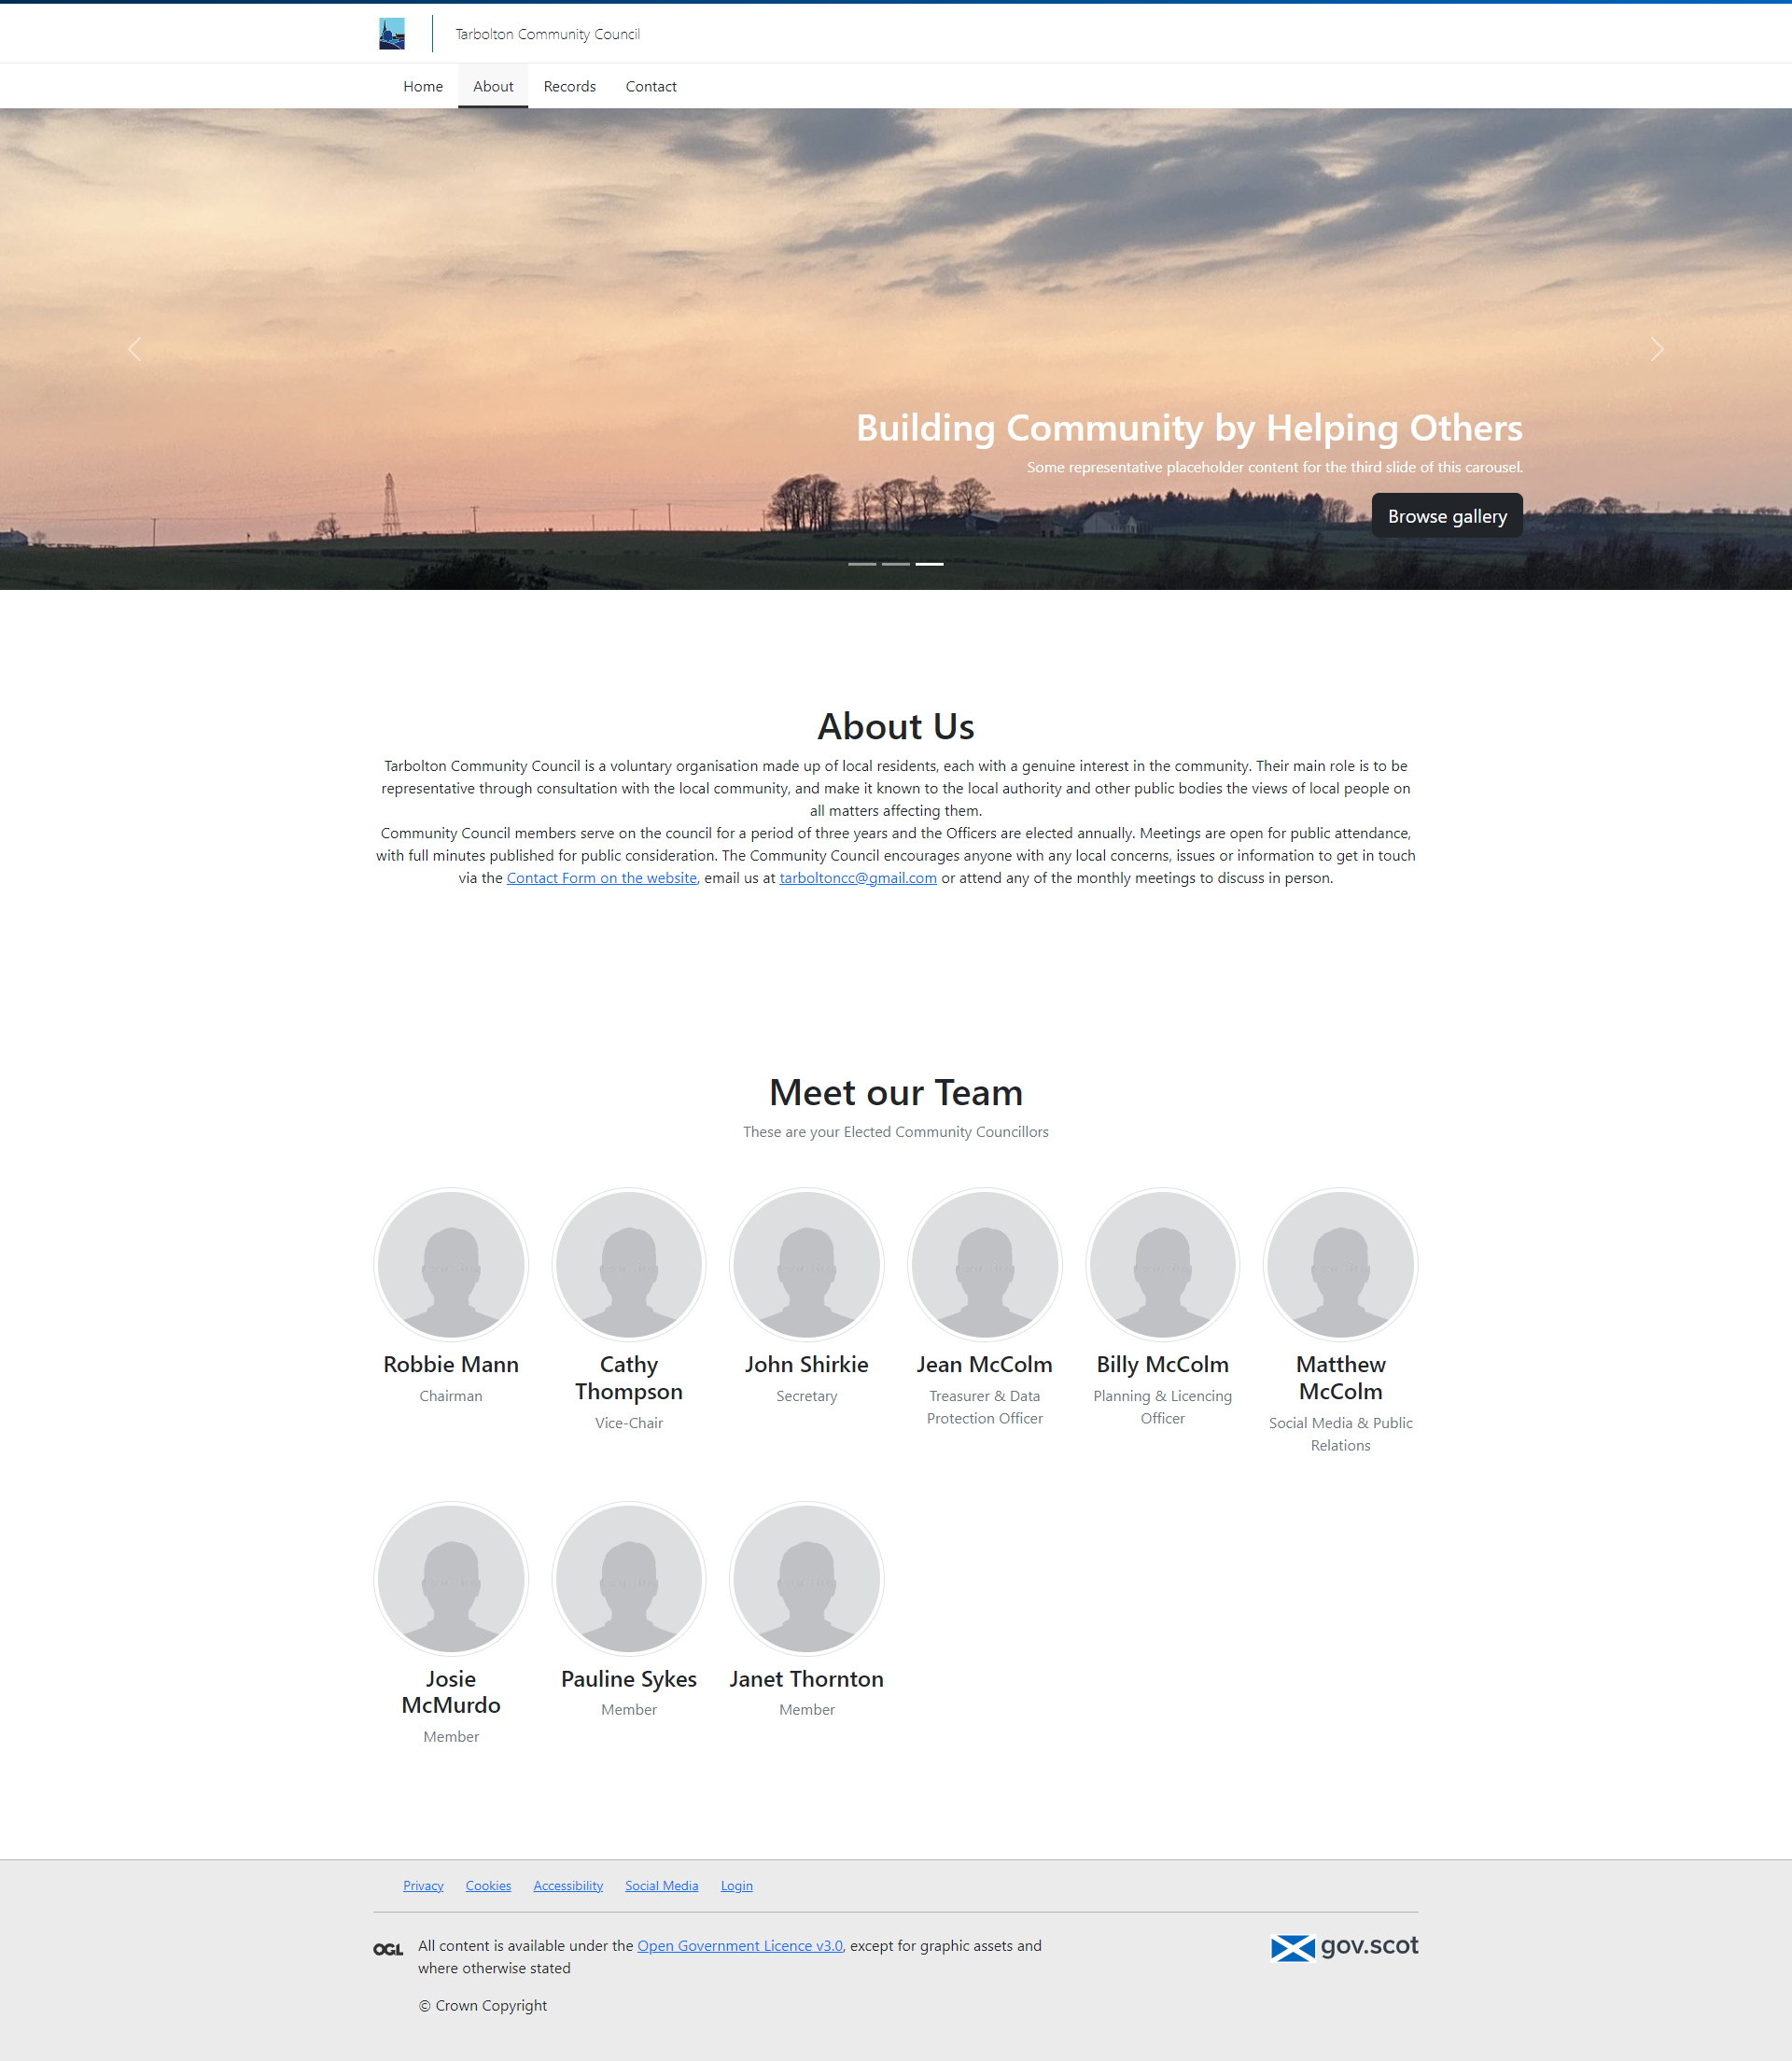 Tarbolton Community Council
Home About Records Contact
Building Community by Helping Others
Some representative placeholder content for the third slide of this carousel.
Browse gallery
About Us
Tarbolton Community Council is a voluntary organisation made up of local residents, each with a genuine interest in the community. Their main role is to be
representative through consultation with the local community, and make it known to the local authority and other public bodies the views of local people on
all matters affecting them.
Community Council members serve on the council for a period of three years and the Officers are elected annually. Meetings are open for public attendance,
with full minutes published for public consideration. The Community Council encourages anyone with any local concerns, issues or information to get in touch
via the Contact Form on the website, email us at tarboltoncc@gmail.com or attend any of the monthly meetings to discuss in person.
Meet our Team
These are your Elected Community Councillors
Robbie Mann
Chairman
Cathy
Thompson
Vice-Chair
John Shirkie
Secretary
Jean McColm
Treasurer & Data
Protection Officer
Billy McColm
Planning & Licencing
Officer
Matthew
McColm
Social Media & Public
Relations
Josie
McMurdo
Member
Pauline Sykes
Member
Janet Thornton
Member
Privacy Cookies Accessibility Social Media Login
OGL
All content is available under the Open Government Licence v3.0, except for graphic assets and
where otherwise stated
© Crown Copyright
gov.scot